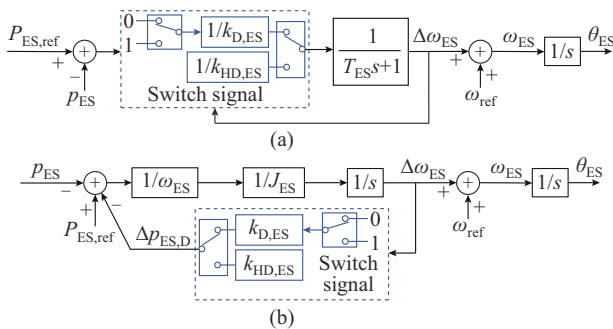 P_ES,ref
+
−
p_ES
0
1
1/k_D,ES
1/k_HD,ES
Switch signal
1
T_ES s+1
Δω_ES
+
+
ω_ref
ω_ES
1/s
θ_ES
(a)
p_ES
−
+
−
P_ES,ref
1/ω_ES
1/J_ES
1/s
Δω_ES
+
+
ω_ref
ω_ES
1/s
θ_ES
Δp_ES,D
k_D,ES
k_HD,ES
0
1
Switch signal
(b)